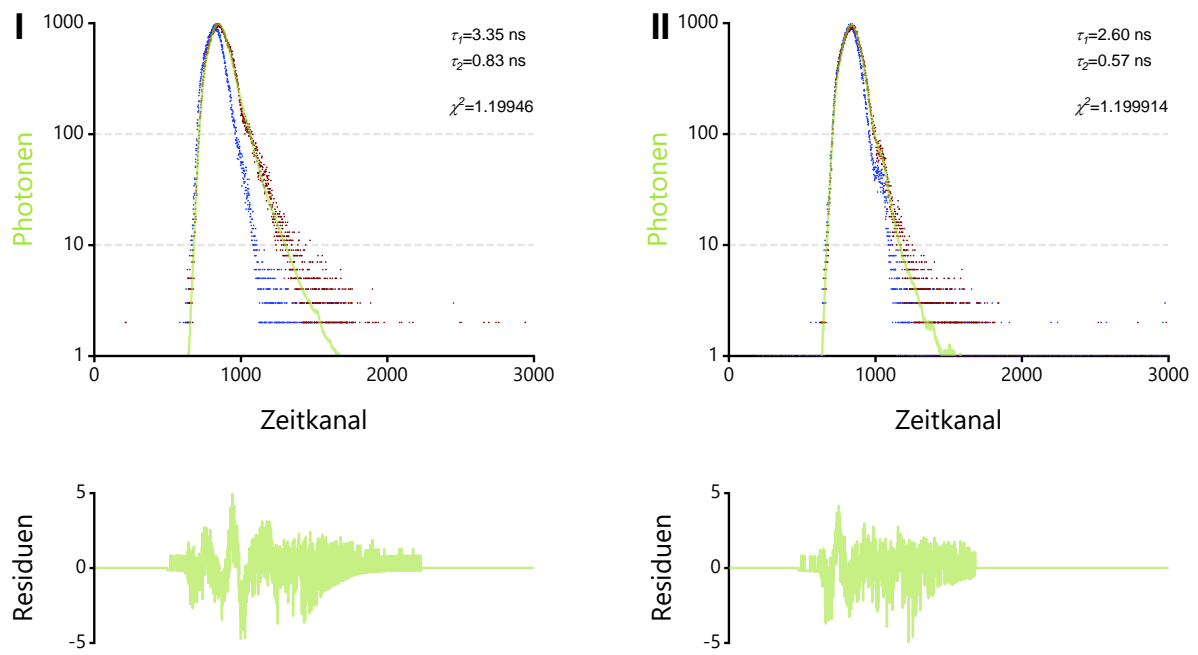 I
1000
100
10
1
Photonen
τ1=3.35 ns
τ2=0.83 ns
χ2=1.19946
0 1000 2000 3000
Zeitkanal
5
0
-5
Residuen
II
1000
100
10
1
Photonen
τ1=2.60 ns
τ2=0.57 ns
χ2=1.199914
0 1000 2000 3000
Zeitkanal
5
0
-5
Residuen